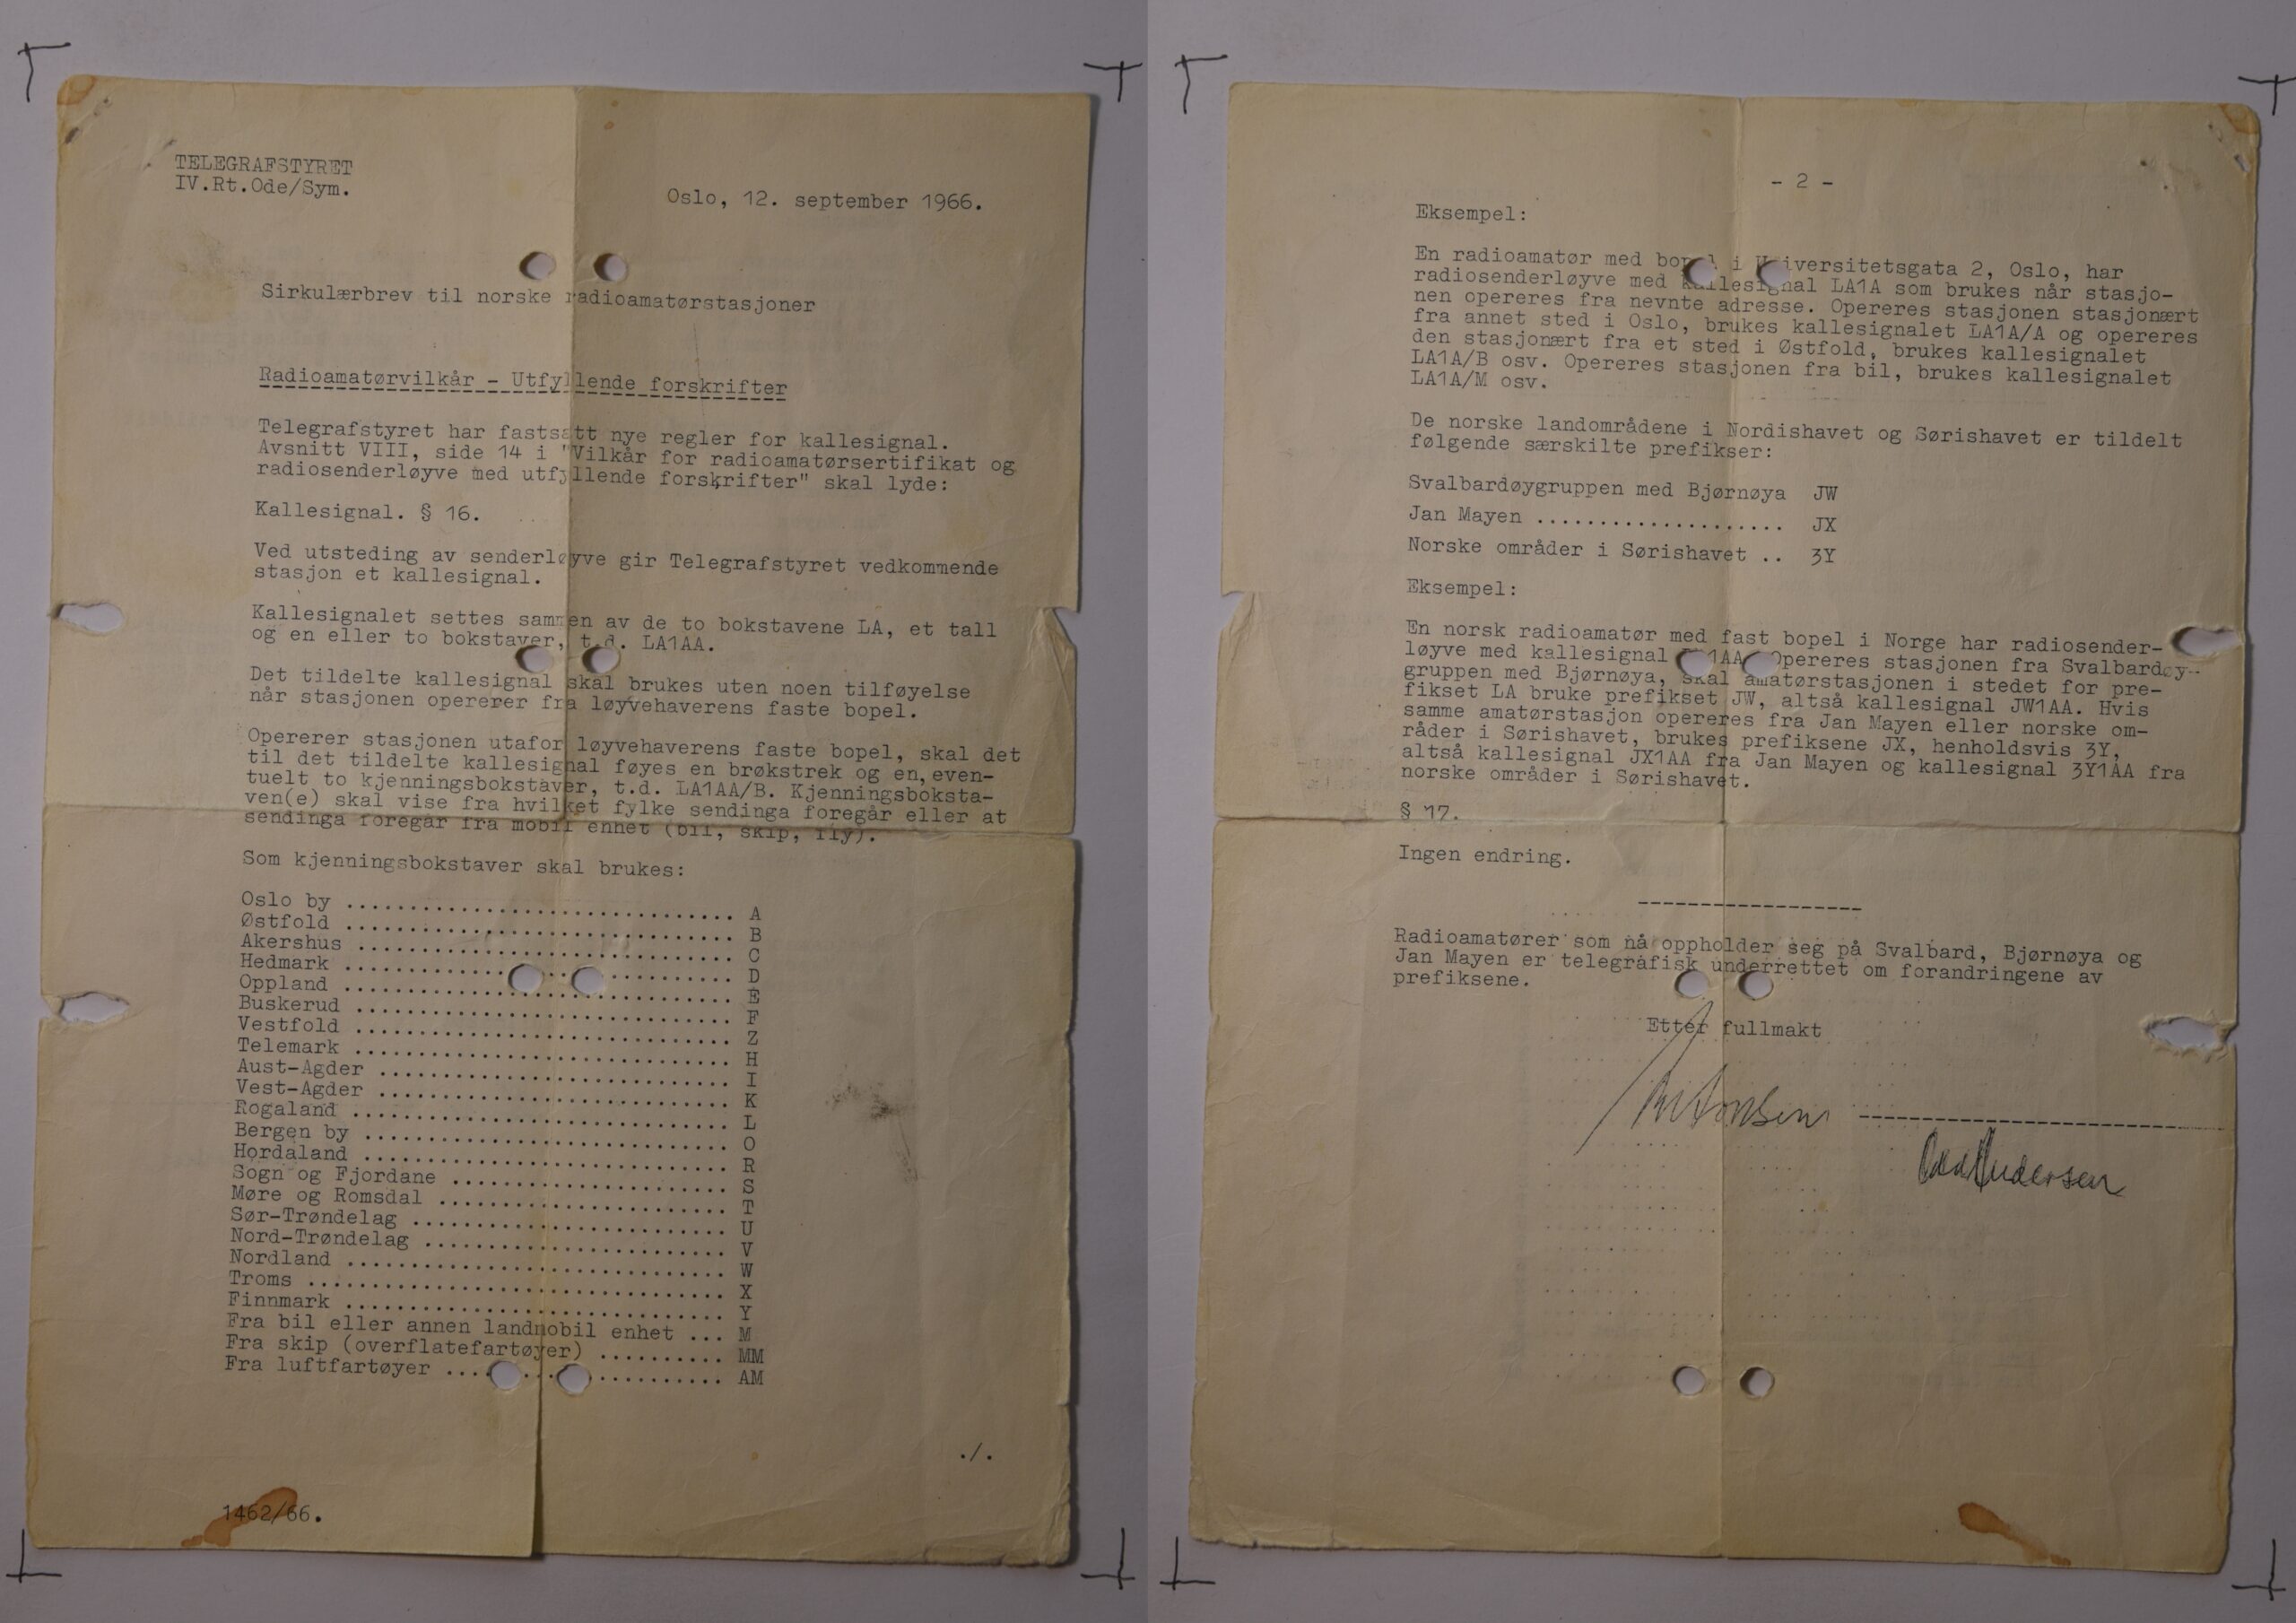 TELEGRAFSTYRET
IV.Rt.Ode/Sym.
Oslo, 12. september 1966.
Sirkulærbrev til norske radioamatørstasjoner
Radioamatørvilkår - Utfyllende forskrifter
Telegrafstyret har fastsatt nye regler for kallesignal.
Avsnitt VIII, side 14 i "Vilkår for radioamatørsertifikat og
radiosenderløyve med utfyllende forskrifter" skal lyde:
Kallesignal. § 16.
Ved utsteding av senderløyve gir Telegrafstyret vedkommende
stasjon et kallesignal.
Kallesignalet settes sammen av de to bokstavene LA, et tall
og en eller to bokstaver, t.d. LA1AA.
Det tildelte kallesignal skal brukes uten noen tilføyelse
når stasjonen opererer fra løyvehaverens faste bopel.
Opererer stasjonen utafor løyvehaverens faste bopel, skal det
til det tildelte kallesignal føyes en brøkstrek og en, even-
tuelt to kjenningsbokstaver, t.d. LA1AA/B. Kjenningsboksta-
ven(e) skal vise fra hvilket fylke sendinga foregår eller at
sendinga foregår fra mobil enhet (bil, skip, fly).
Som kjenningsbokstaver skal brukes:
Oslo by ............................... A
Østfold ............................... B
Akershus .............................. C
Hedmark ............................... D
Oppland ............................... E
Buskerud .............................. F
Vestfold .............................. Z
Telemark .............................. H
Aust-Agder ............................ I
Vest-Agder ............................ K
Rogaland .............................. L
Bergen by ............................. O
Hordaland ............................. R
Sogn og Fjordane ...................... S
Møre og Romsdal ....................... T
Sør-Trøndelag ......................... U
Nord-Trøndelag ........................ V
Nordland .............................. W
Troms ................................. X
Finnmark .............................. Y
Fra bil eller annen landmobil enhet ... M
Fra skip (overflatefartøyer) .......... MM
Fra luftfartøyer ...................... AM
./.
1462/66.
- 2 -
Eksempel:
En radioamatør med bopel i Universitetsgata 2, Oslo, har
radiosenderløyve med kallesignal LA1A som brukes når stasjo-
nen opereres fra nevnte adresse. Opereres stasjonen stasjonært
fra annet sted i Oslo, brukes kallesignalet LA1A/A og opereres
den stasjonært fra et sted i Østfold, brukes kallesignalet
LA1A/B osv. Opereres stasjonen fra bil, brukes kallesignalet
LA1A/M osv.
De norske landområdene i Nordishavet og Sørishavet er tildelt
følgende særskilte prefikser:
Svalbardøygruppen med Bjørnøya JW
Jan Mayen .................... JX
Norske områder i Sørishavet .. 3Y
Eksempel:
En norsk radioamatør med fast bopel i Norge har radiosender-
løyve med kallesignal LA1AA. Opereres stasjonen fra Svalbardøy-
gruppen med Bjørnøya, skal amatørstasjonen i stedet for pre-
fikset LA bruke prefikset JW, altså kallesignal JW1AA. Hvis
samme amatørstasjon opereres fra Jan Mayen eller norske om-
råder i Sørishavet, brukes prefiksene JX, henholdsvis 3Y,
altså kallesignal JX1AA fra Jan Mayen og kallesignal 3Y1AA fra
norske områder i Sørishavet.
§ 17.
Ingen endring.
Radioamatører som nå oppholder seg på Svalbard, Bjørnøya og
Jan Mayen er telegrafisk underrettet om forandringene av
prefiksene.
Etter fullmakt
Andersen